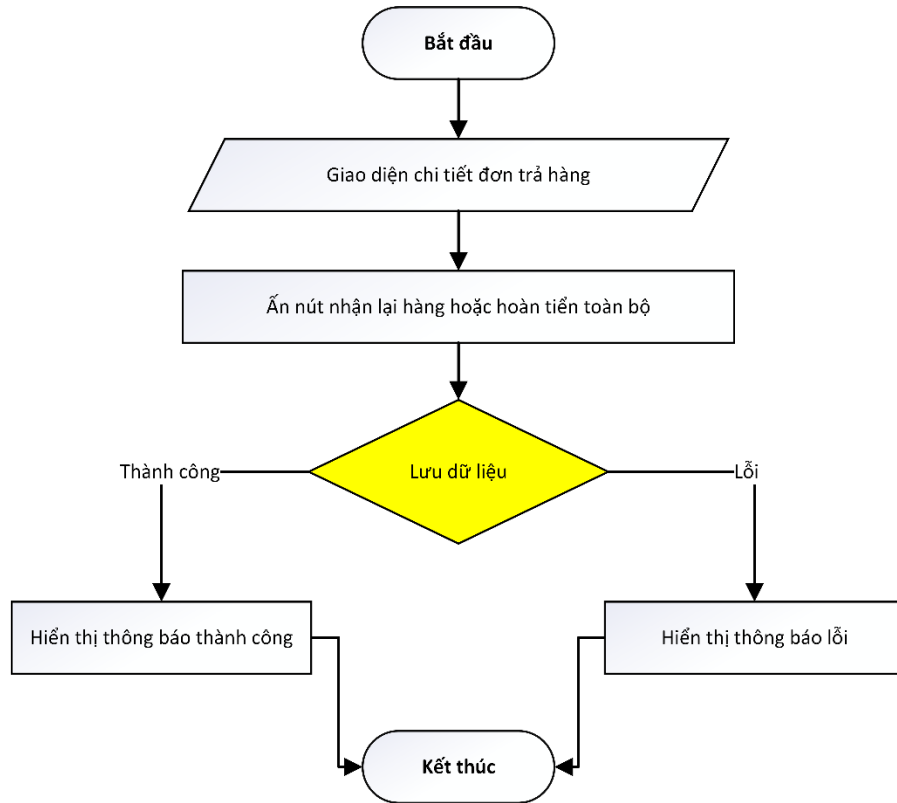 Bắt đầu
Giao diện chi tiết đơn trả hàng
Ấn nút nhận lại hàng hoặc hoàn tiển toàn bộ
Lưu dữ liệu
Thành công
Lỗi
Hiển thị thông báo thành công
Hiển thị thông báo lỗi
Kết thúc